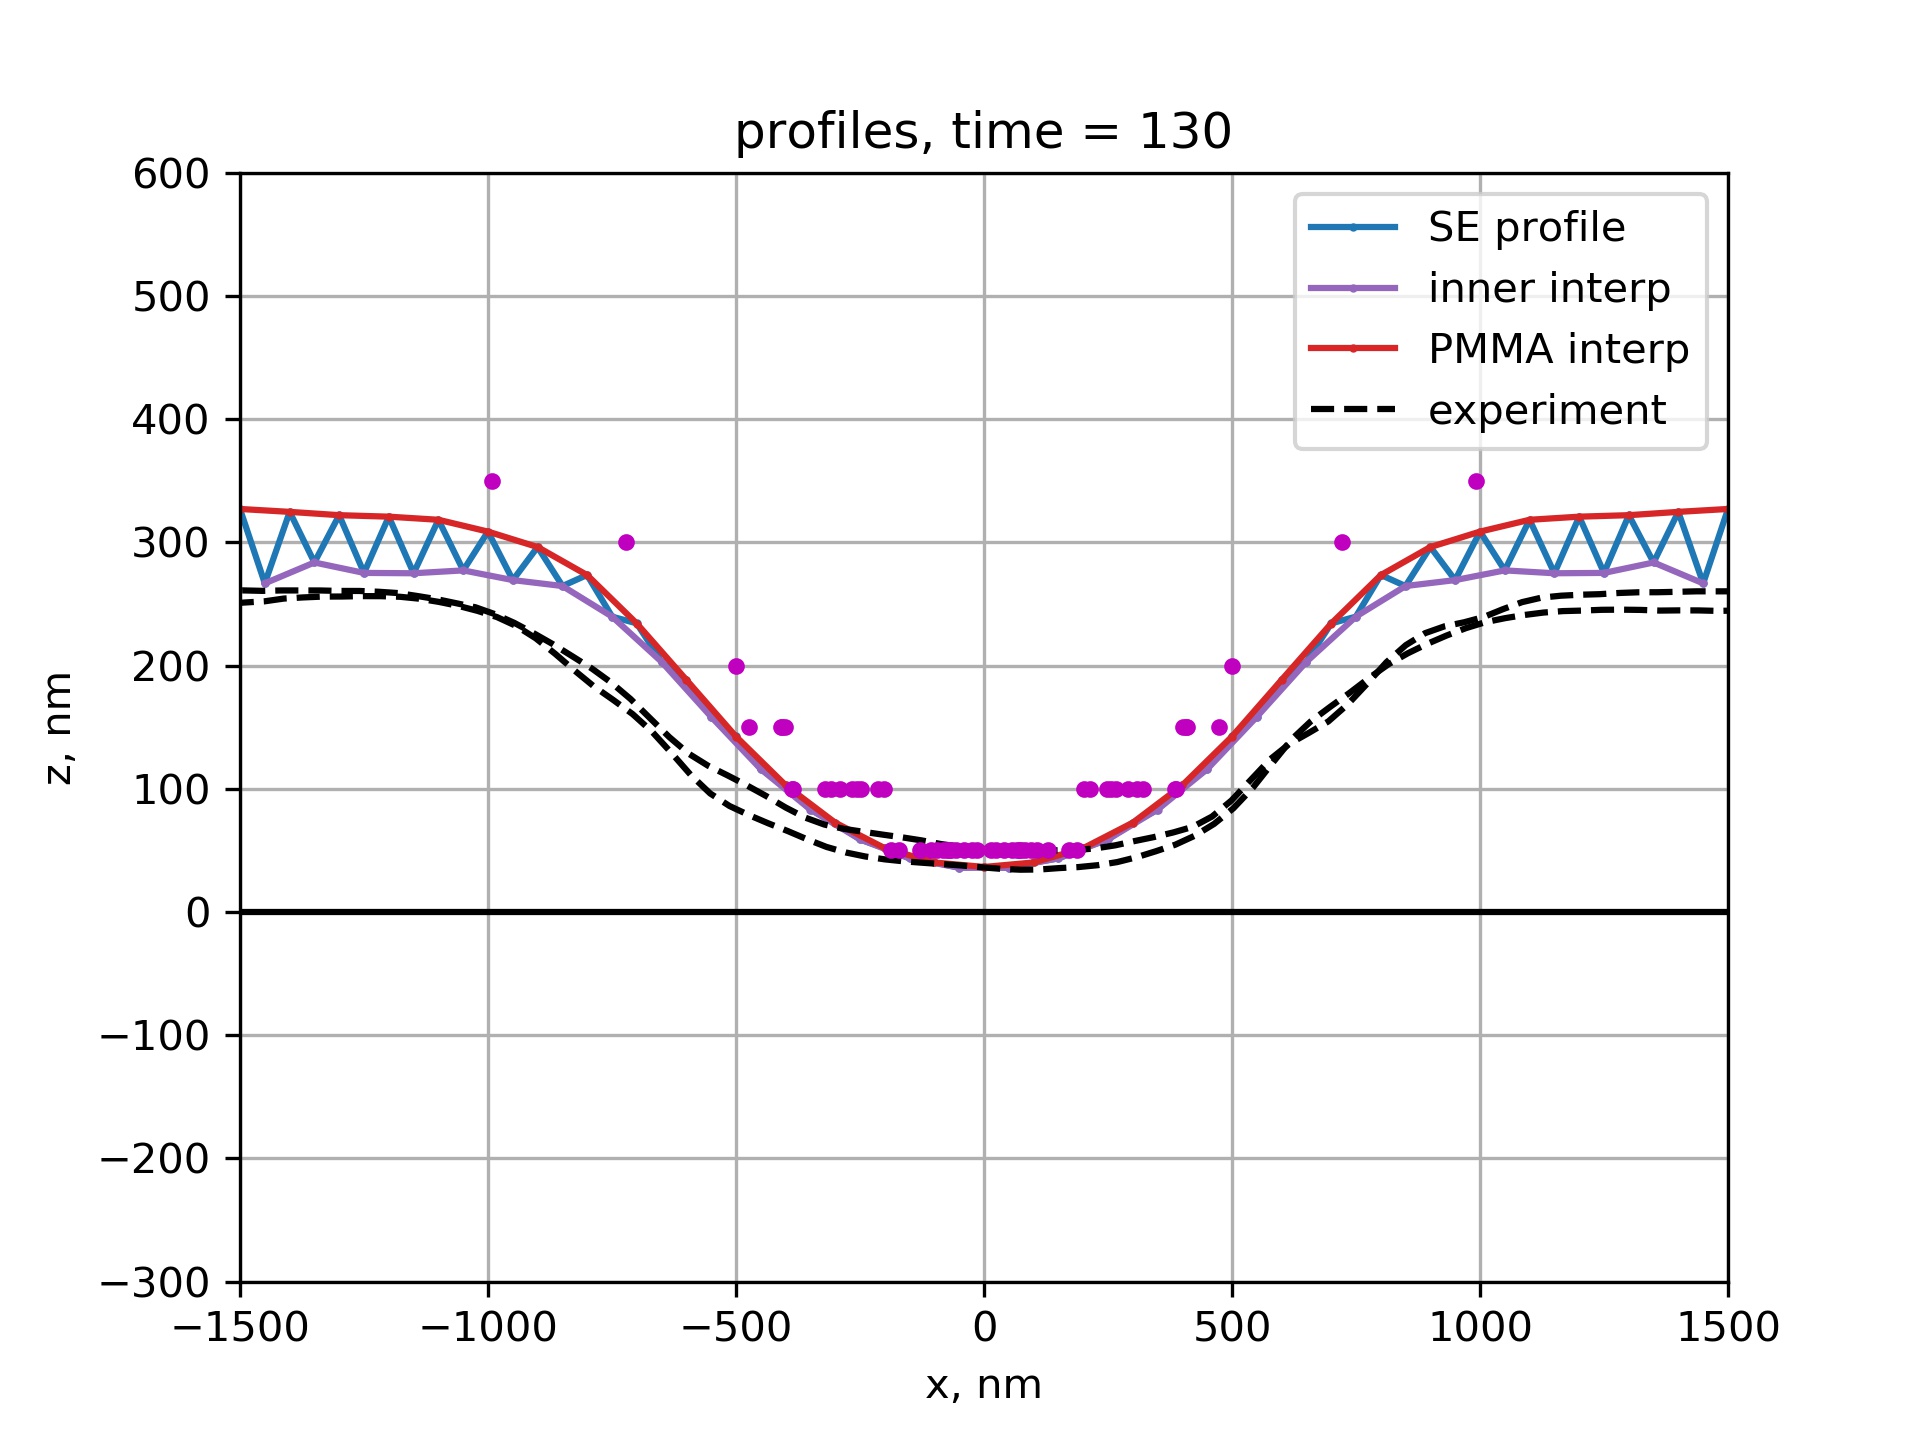 profiles, time = 130
600
500
400
300
200
100
0
−100
−200
−300
z, nm
SE profile
inner interp
PMMA interp
experiment
−1500 −1000 −500 0 500 1000 1500
x, nm